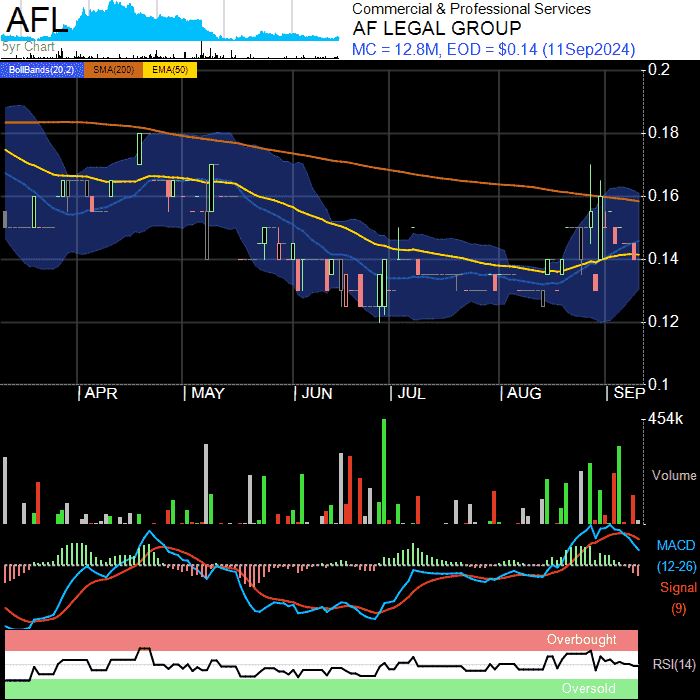 AFL
5yr Chart
Commercial & Professional Services
AF LEGAL GROUP
MC = 12.8M, EOD = $0.14 (11Sep2024)
BollBands(20,2) SMA(200) EMA(50)
0.2
0.18
0.16
0.14
0.12
0.1
APR MAY JUN JUL AUG SEP
454k
Volume
MACD
(12-26)
Signal
(9)
Overbought
RSI(14)
Oversold